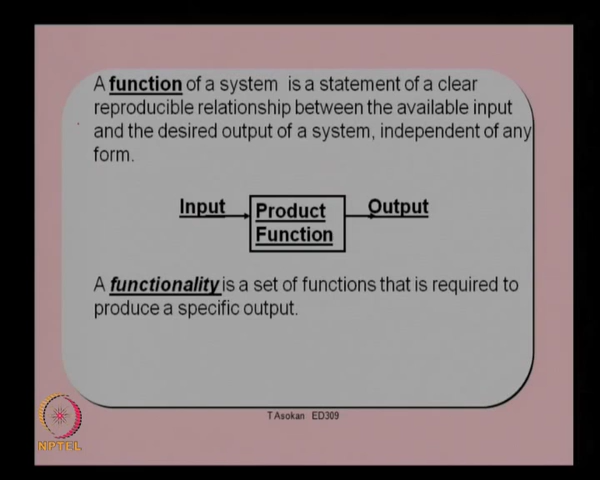 A function of a system is a statement of a clear
reproducible relationship between the available input
and the desired output of a system, independent of any
form.
Input
Product
Function
Output
A functionality is a set of functions that is required to
produce a specific output.
T Asokan ED309
NPTEL